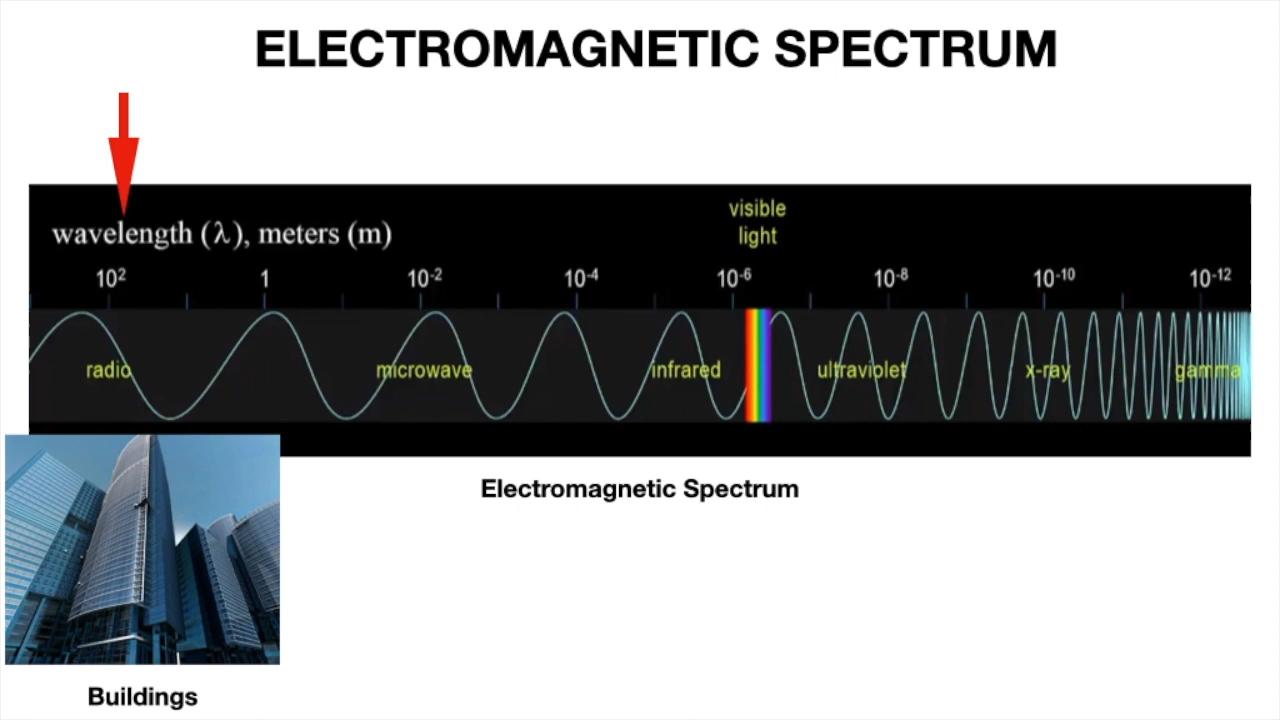 ELECTROMAGNETIC SPECTRUM
visible
light
wavelength (λ), meters (m)
10² 1 10⁻² 10⁻⁴ 10⁻⁶ 10⁻⁸ 10⁻¹⁰ 10⁻¹²
radio microwave infrared ultraviolet x-ray gamma
Electromagnetic Spectrum
Buildings